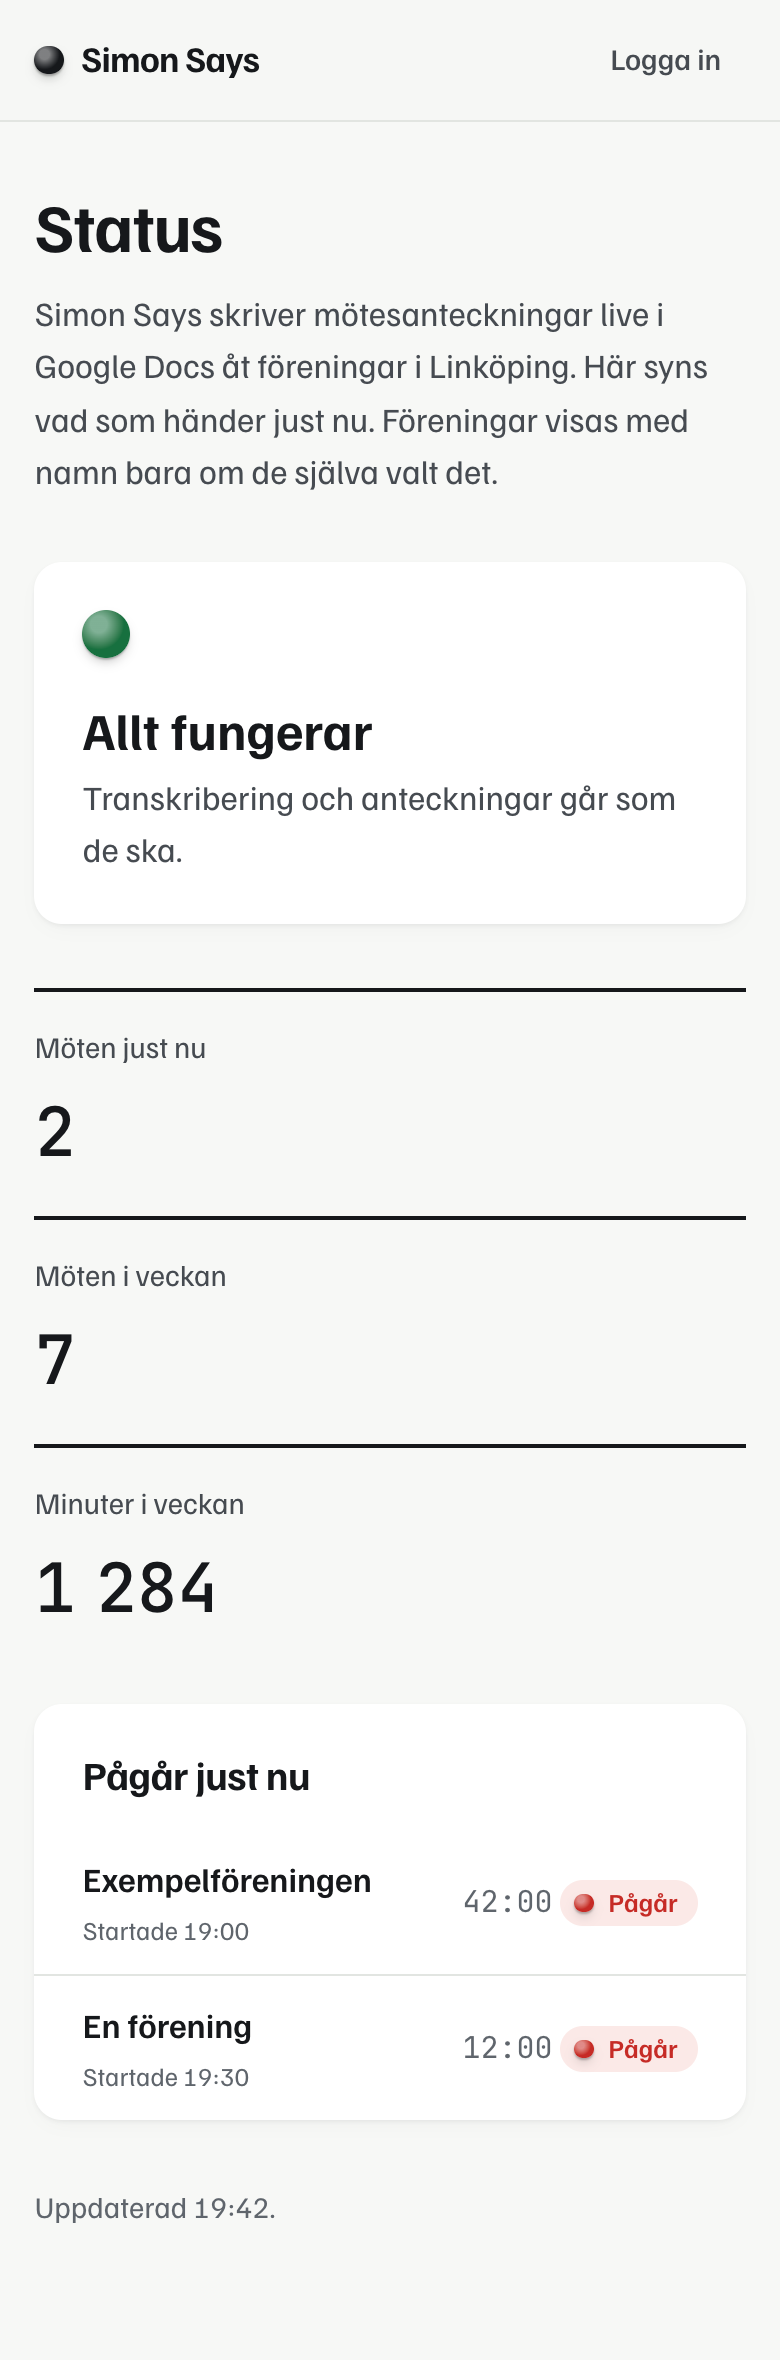 Simon Says
Logga in
Status
Simon Says skriver mötesanteckningar live i
Google Docs åt föreningar i Linköping. Här syns
vad som händer just nu. Föreningar visas med
namn bara om de själva valt det.
Allt fungerar
Transkribering och anteckningar går som
de ska.
Möten just nu
2
Möten i veckan
7
Minuter i veckan
1 284
Pågår just nu
Exempelföreningen
42:00 Pågår
Startade 19:00
En förening
12:00 Pågår
Startade 19:30
Uppdaterad 19:42.